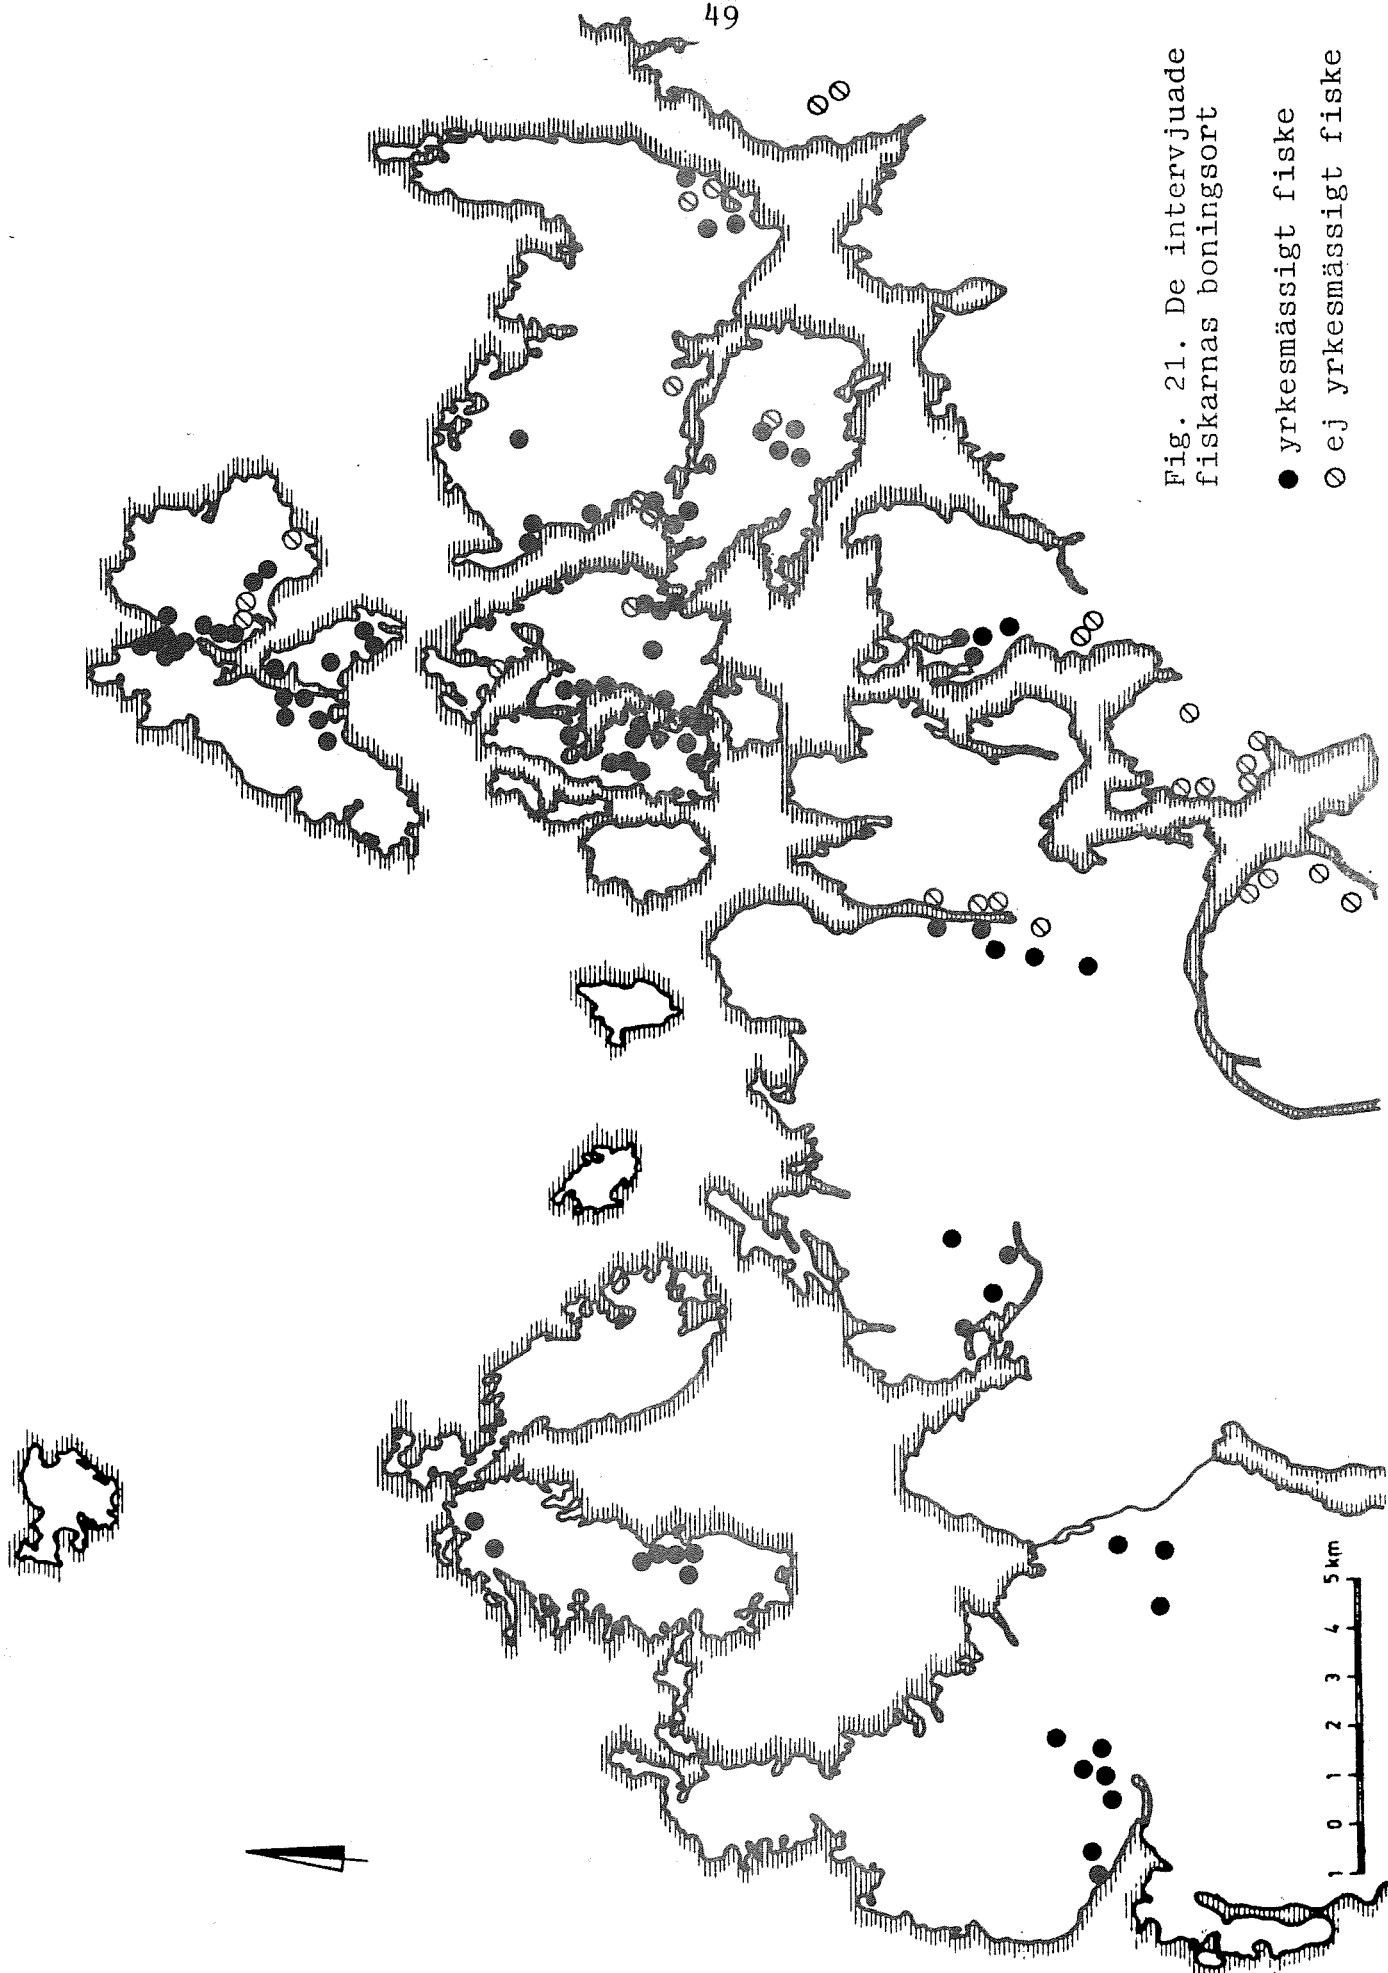 49
Fig. 21. De intervjuade
fiskarnas boningsort
yrkesmässigt fiske
ej yrkesmässigt fiske
1 0 1 2 3 4 5 km